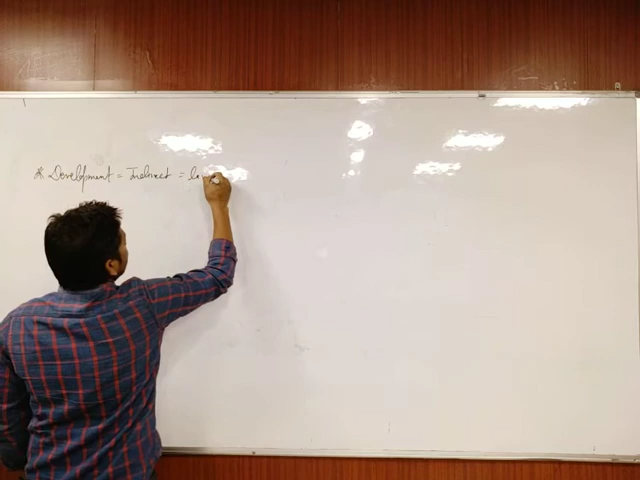 * Development = Indirect = la